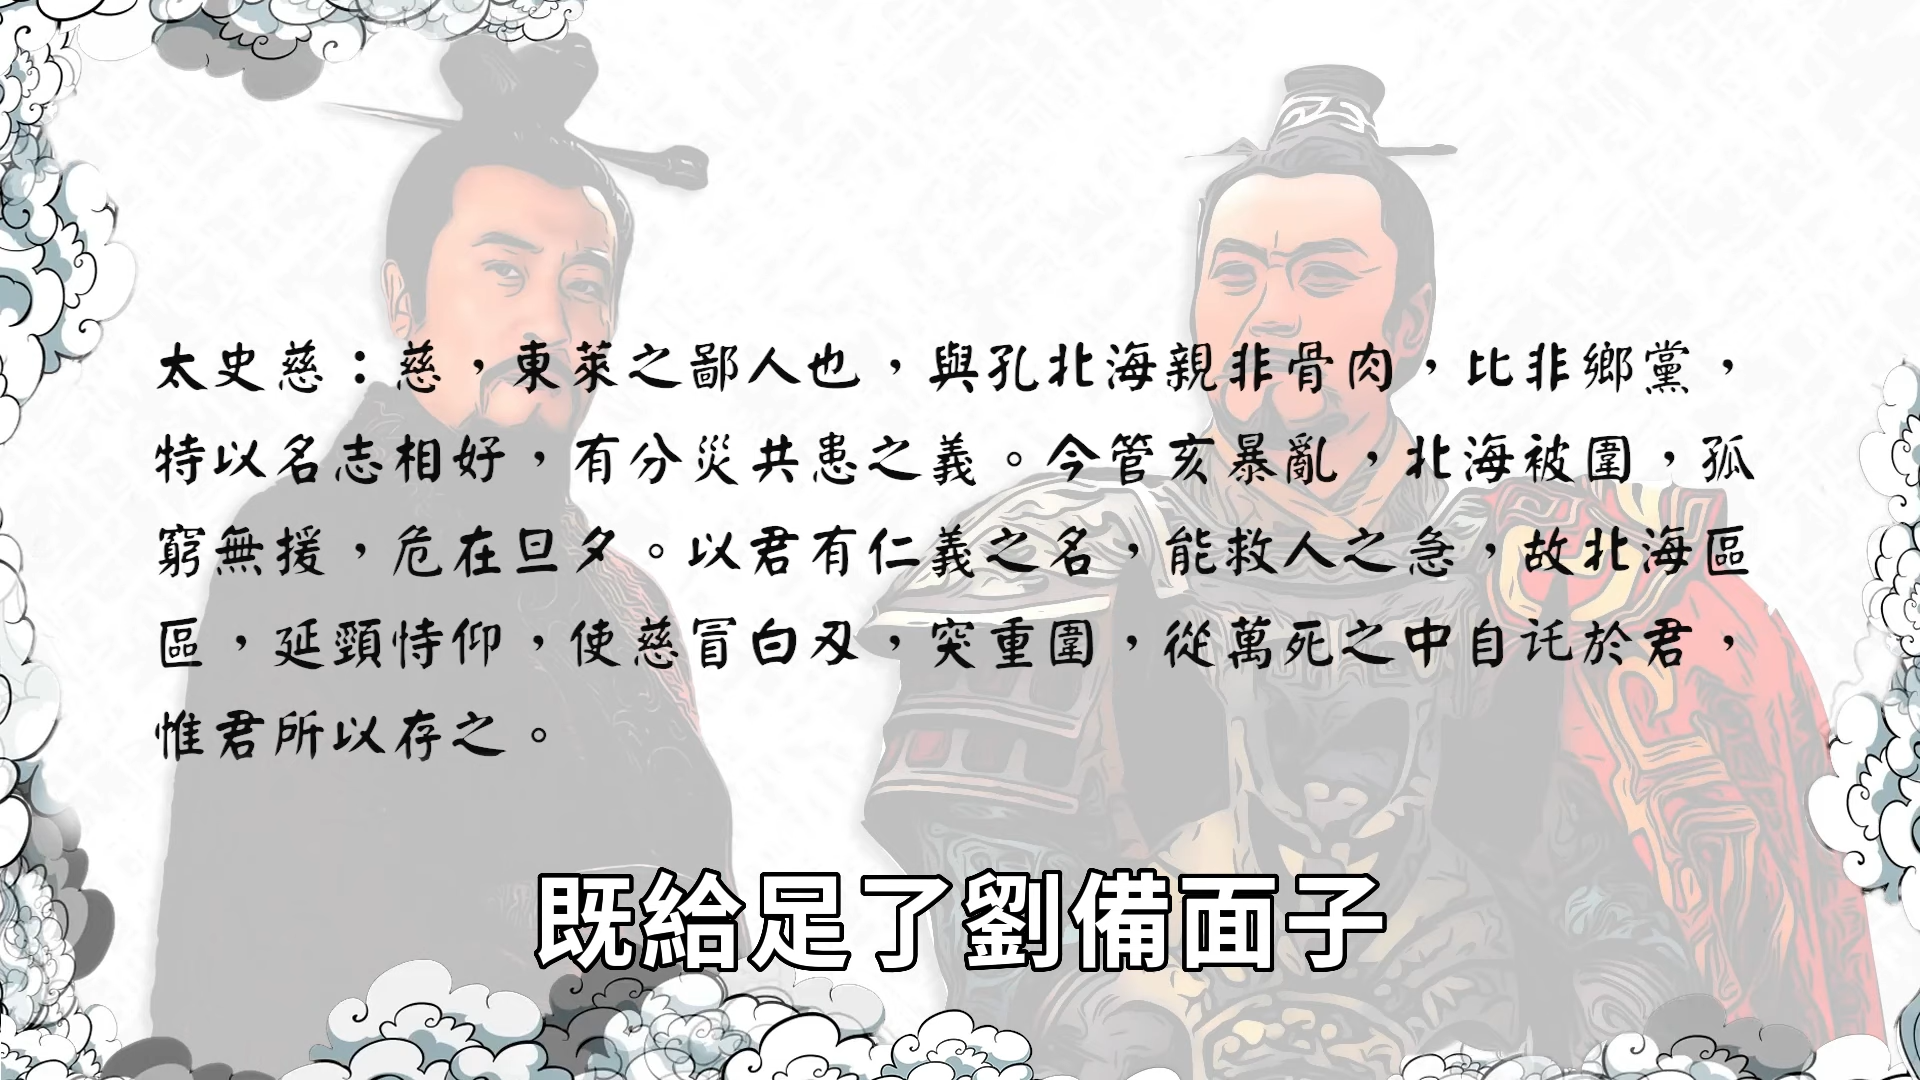 太史慈：慈，東萊之鄙人也，與孔北海親非骨肉，比非鄉黨，
特以名志相好，有分災共患之義。今管亥暴亂，北海被圍，孤
窮無援，危在旦夕。以君有仁義之名，能救人之急，故北海區
區，延頸恃仰，使慈冒白刃，突重圍，從萬死之中自託於君，
惟君所以存之。
既給足了劉備面子